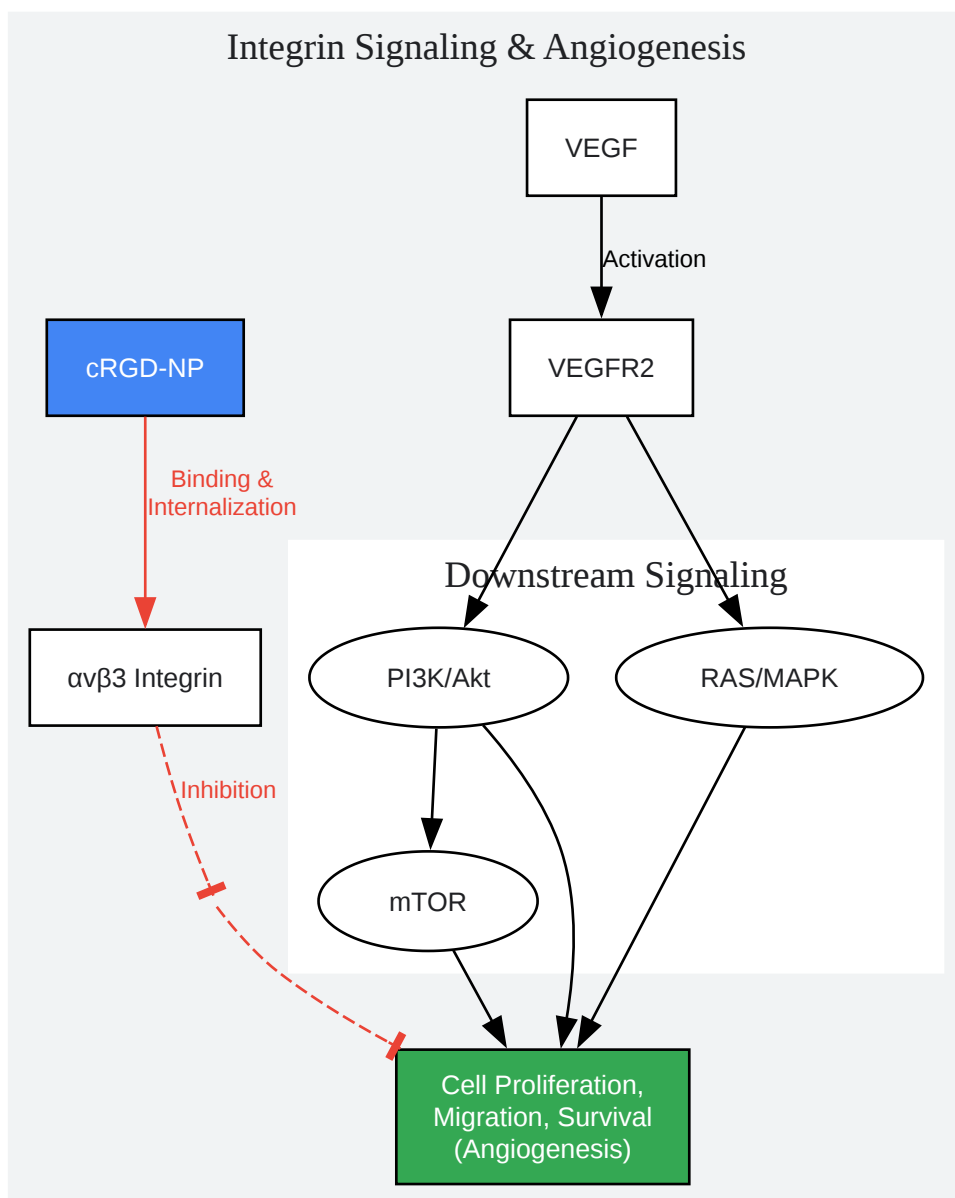 Integrin Signaling & Angiogenesis
VEGF
Activation
cRGD-NP
VEGFR2
Binding &
Internalization
Downstream Signaling
αvβ3 Integrin
PI3K/Akt
RAS/MAPK
Inhibition
mTOR
Cell Proliferation,
Migration, Survival
(Angiogenesis)